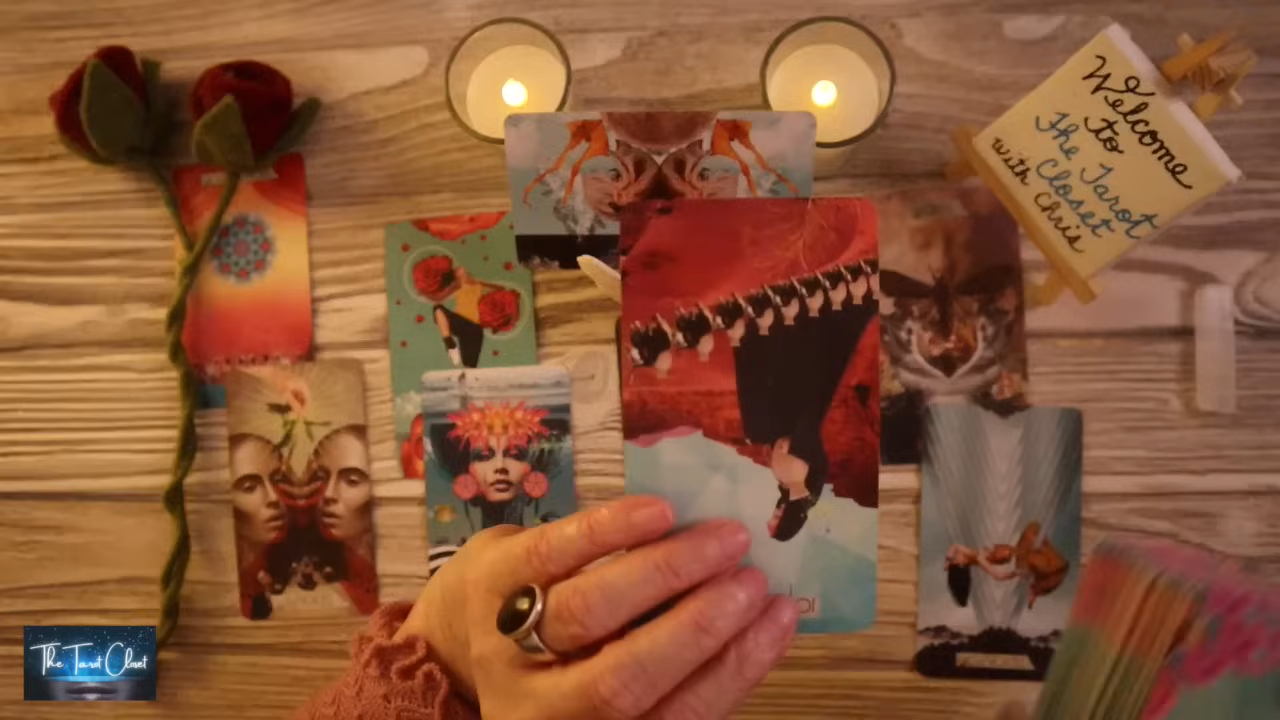 Welcome
to
The Tarot
Closet
with Chris
The Tarot Closet